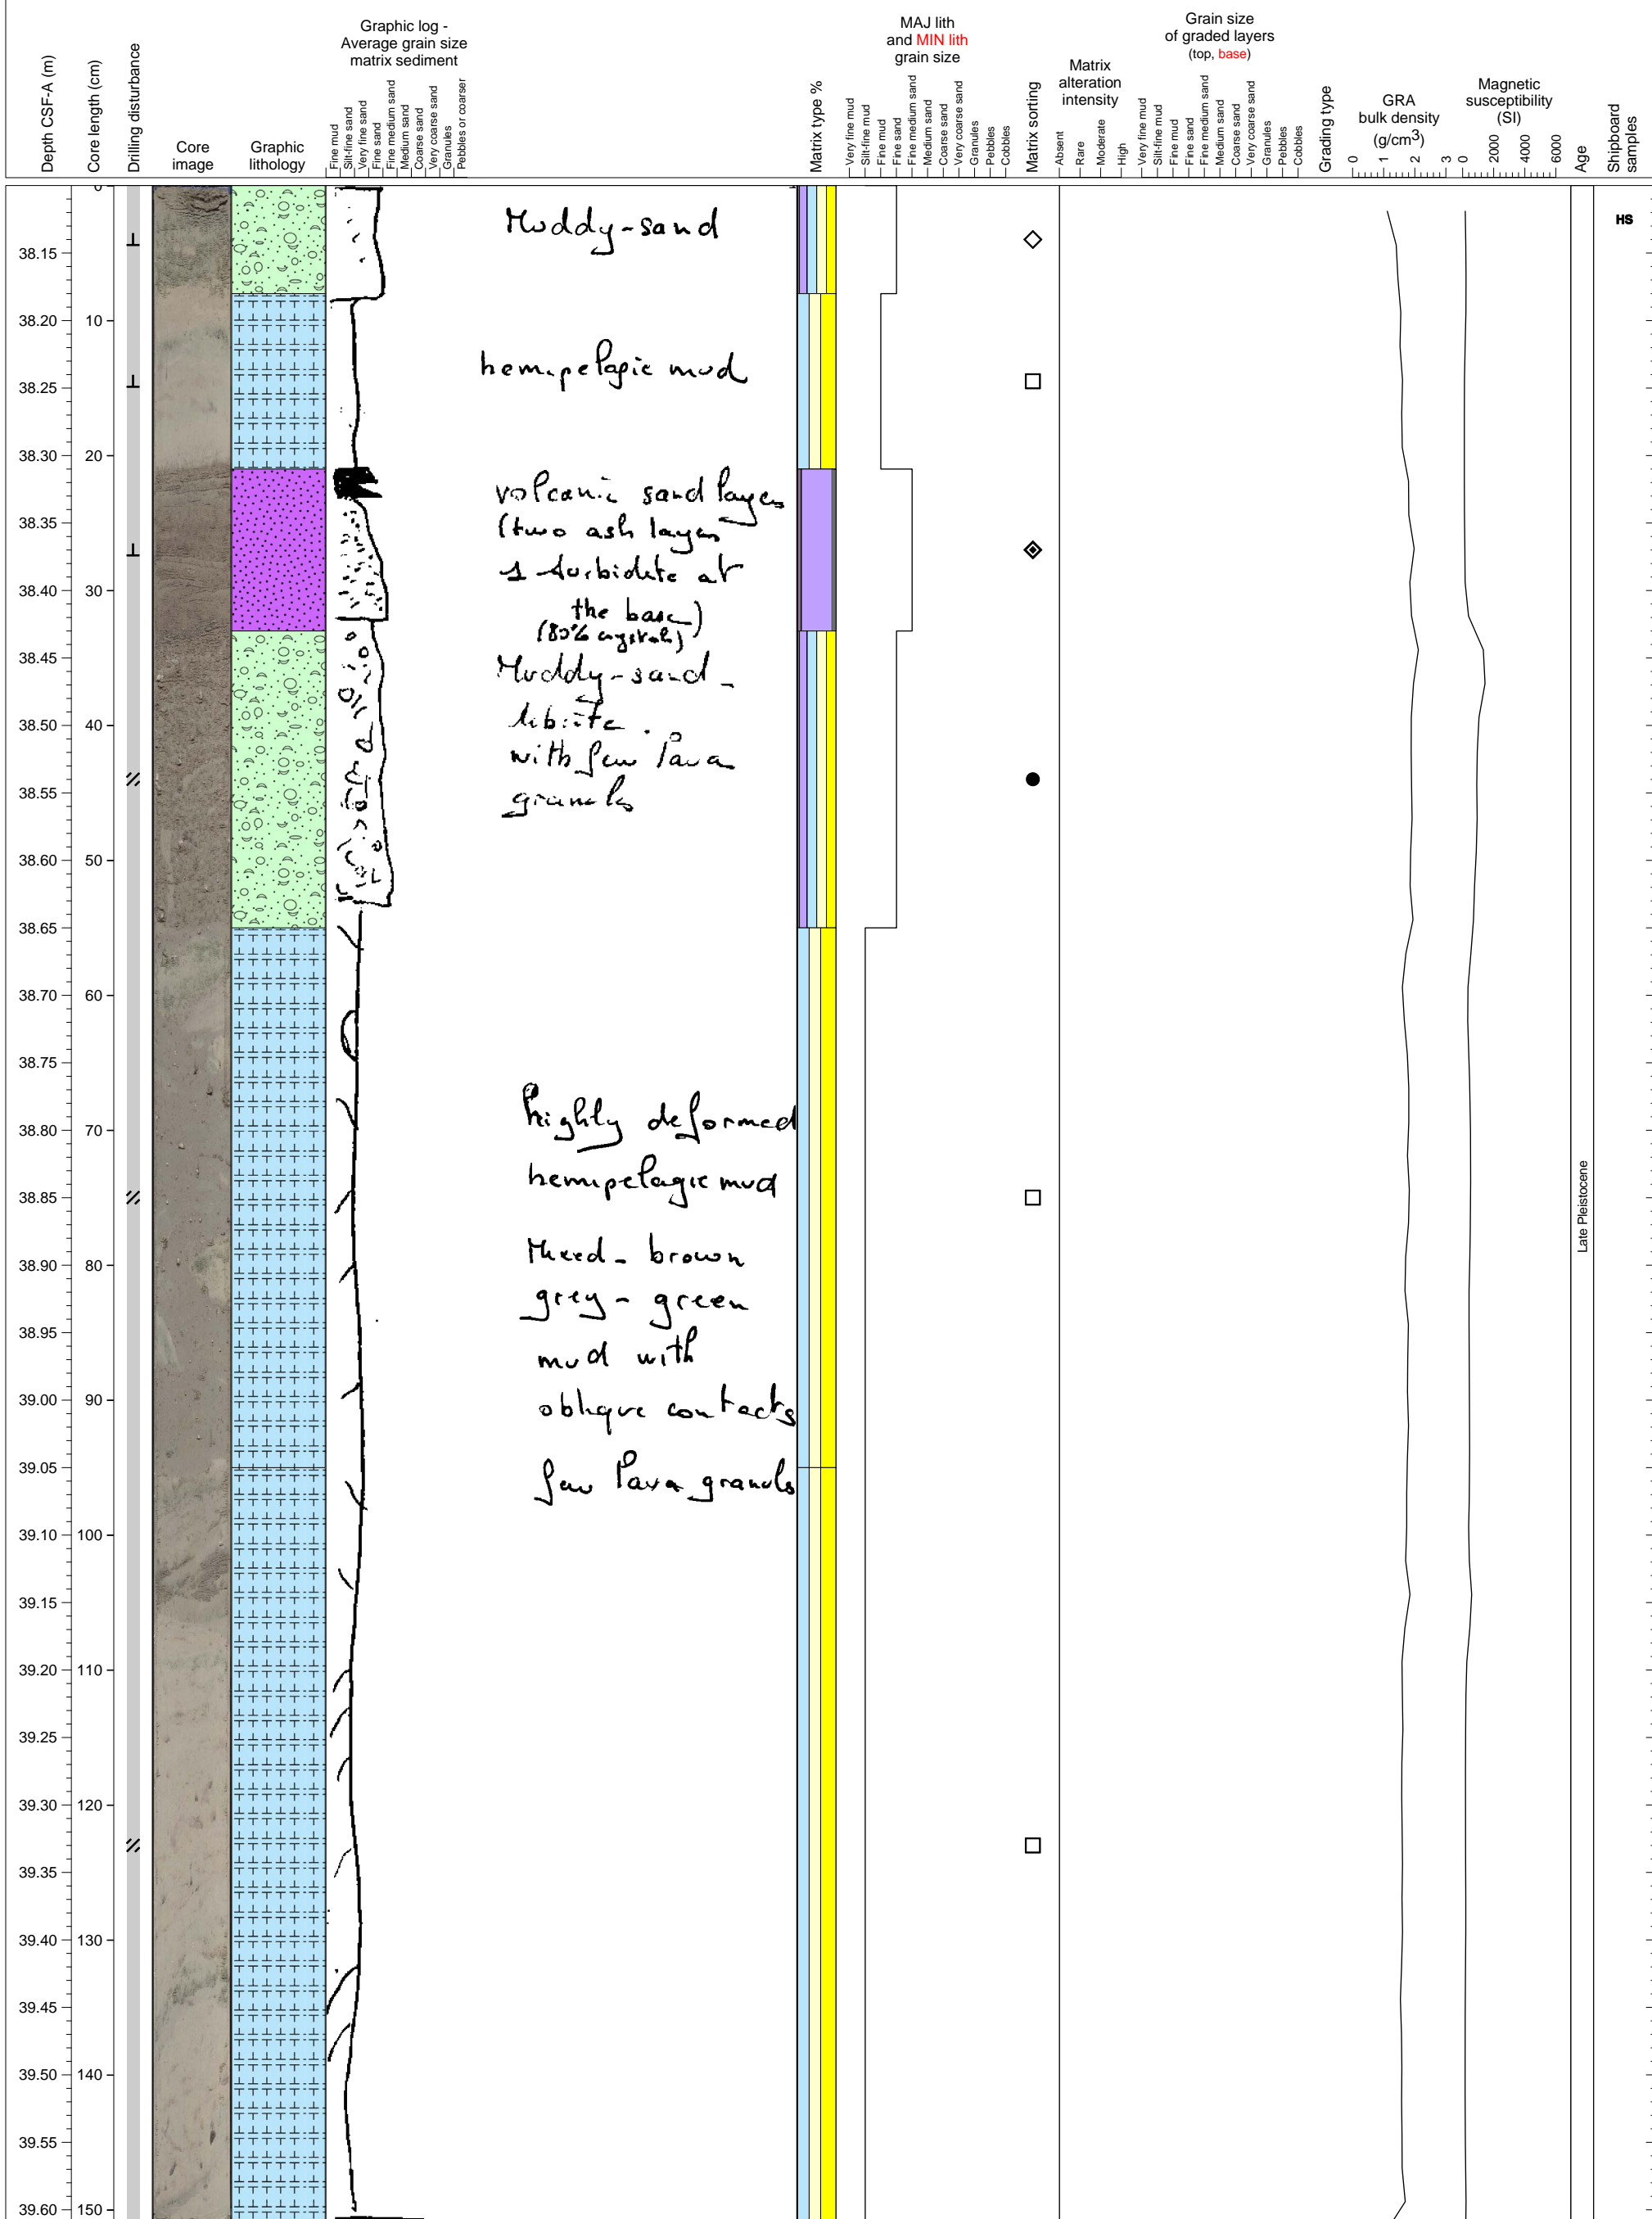 Graphic log -
Average grain size
matrix sediment
MAJ lith
and MIN lith
grain size
Grain size
of graded layers
(top, base)
Matrix
alteration
intensity
GRA
bulk density
(g/cm3)
Magnetic
susceptibility
(SI)
Depth CSF-A (m)
Core length (cm)
Drilling disturbance
Core
image
Graphic
lithology
Fine mud
Silt-fine sand
Very fine sand
Fine sand
Fine medium sand
Medium sand
Coarse sand
Very coarse sand
Granules
Pebbles or coarser
Matrix type %
Very fine mud
Silt-fine mud
Fine mud
Fine sand
Fine medium sand
Medium sand
Coarse sand
Very coarse sand
Granules
Pebbles
Cobbles
Matrix sorting
Absent
Rare
Moderate
High
Very fine mud
Silt-fine mud
Fine mud
Fine sand
Fine medium sand
Medium sand
Coarse sand
Very coarse sand
Granules
Pebbles
Cobbles
Grading type
0 1 2 3
0 2000 4000 6000
Age
Shipboard
samples
0
HS
Muddy-sand
38.15
38.20 10
hemipelagic mud
38.25
38.30 20
volcanic sand layers
38.35
(two ash layers
1 turbidite at
38.40 30
the base)
(80% crystals)
38.45
Muddy-sand -
38.50 40
with few lava
38.55
granuls
38.60 50
38.65
38.70 60
38.75
38.80 70
highly deformed
38.85
hemipelagic mud
38.90 80
Mixed - brown
grey - green
38.95
mud with
39.00 90
oblique contacts
39.05
few lava granuls
39.10 100
39.15
39.20 110
39.25
39.30 120
39.35
39.40 130
39.45
39.50 140
39.55
39.60 150
Late Pleistocene